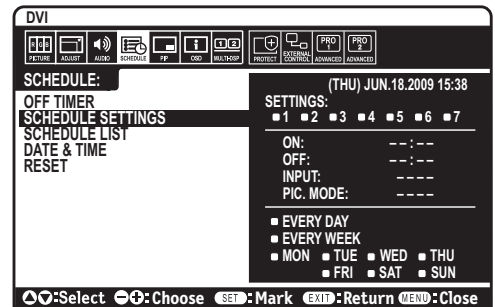 DVI
RGB
PICTURE ADJUST AUDIO SCHEDULE PIP OSD MULTI-DSP PROTECT EXTERNAL CONTROL PRO 1 ADVANCED PRO 2 ADVANCED
SCHEDULE:
OFF TIMER
SCHEDULE SETTINGS
SCHEDULE LIST
DATE & TIME
RESET
(THU) JUN.18.2009 15:38
SETTINGS:
1 2 3 4 5 6 7
ON: --:--
OFF: --:--
INPUT: ----
PIC. MODE: ----
EVERY DAY
EVERY WEEK
MON TUE WED THU
FRI SAT SUN
:Select :Choose SET:Mark EXIT:Return MENU:Close